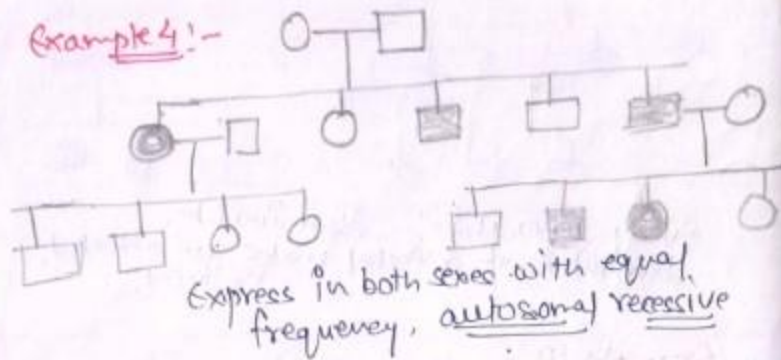 Example 4:-
Express in both sexes with equal
frequency, autosomal recessive